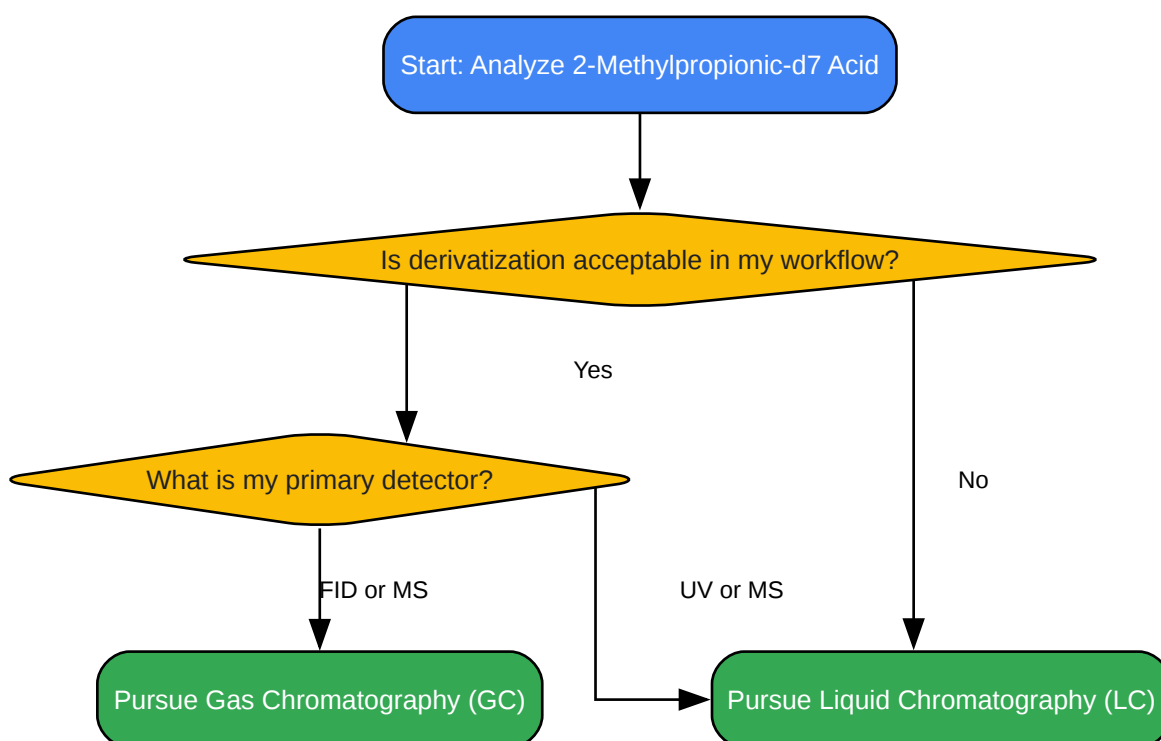 Start: Analyze 2-Methylpropionic-d7 Acid
Is derivatization acceptable in my workflow?
Yes
What is my primary detector?
No
FID or MS
UV or MS
Pursue Gas Chromatography (GC)
Pursue Liquid Chromatography (LC)